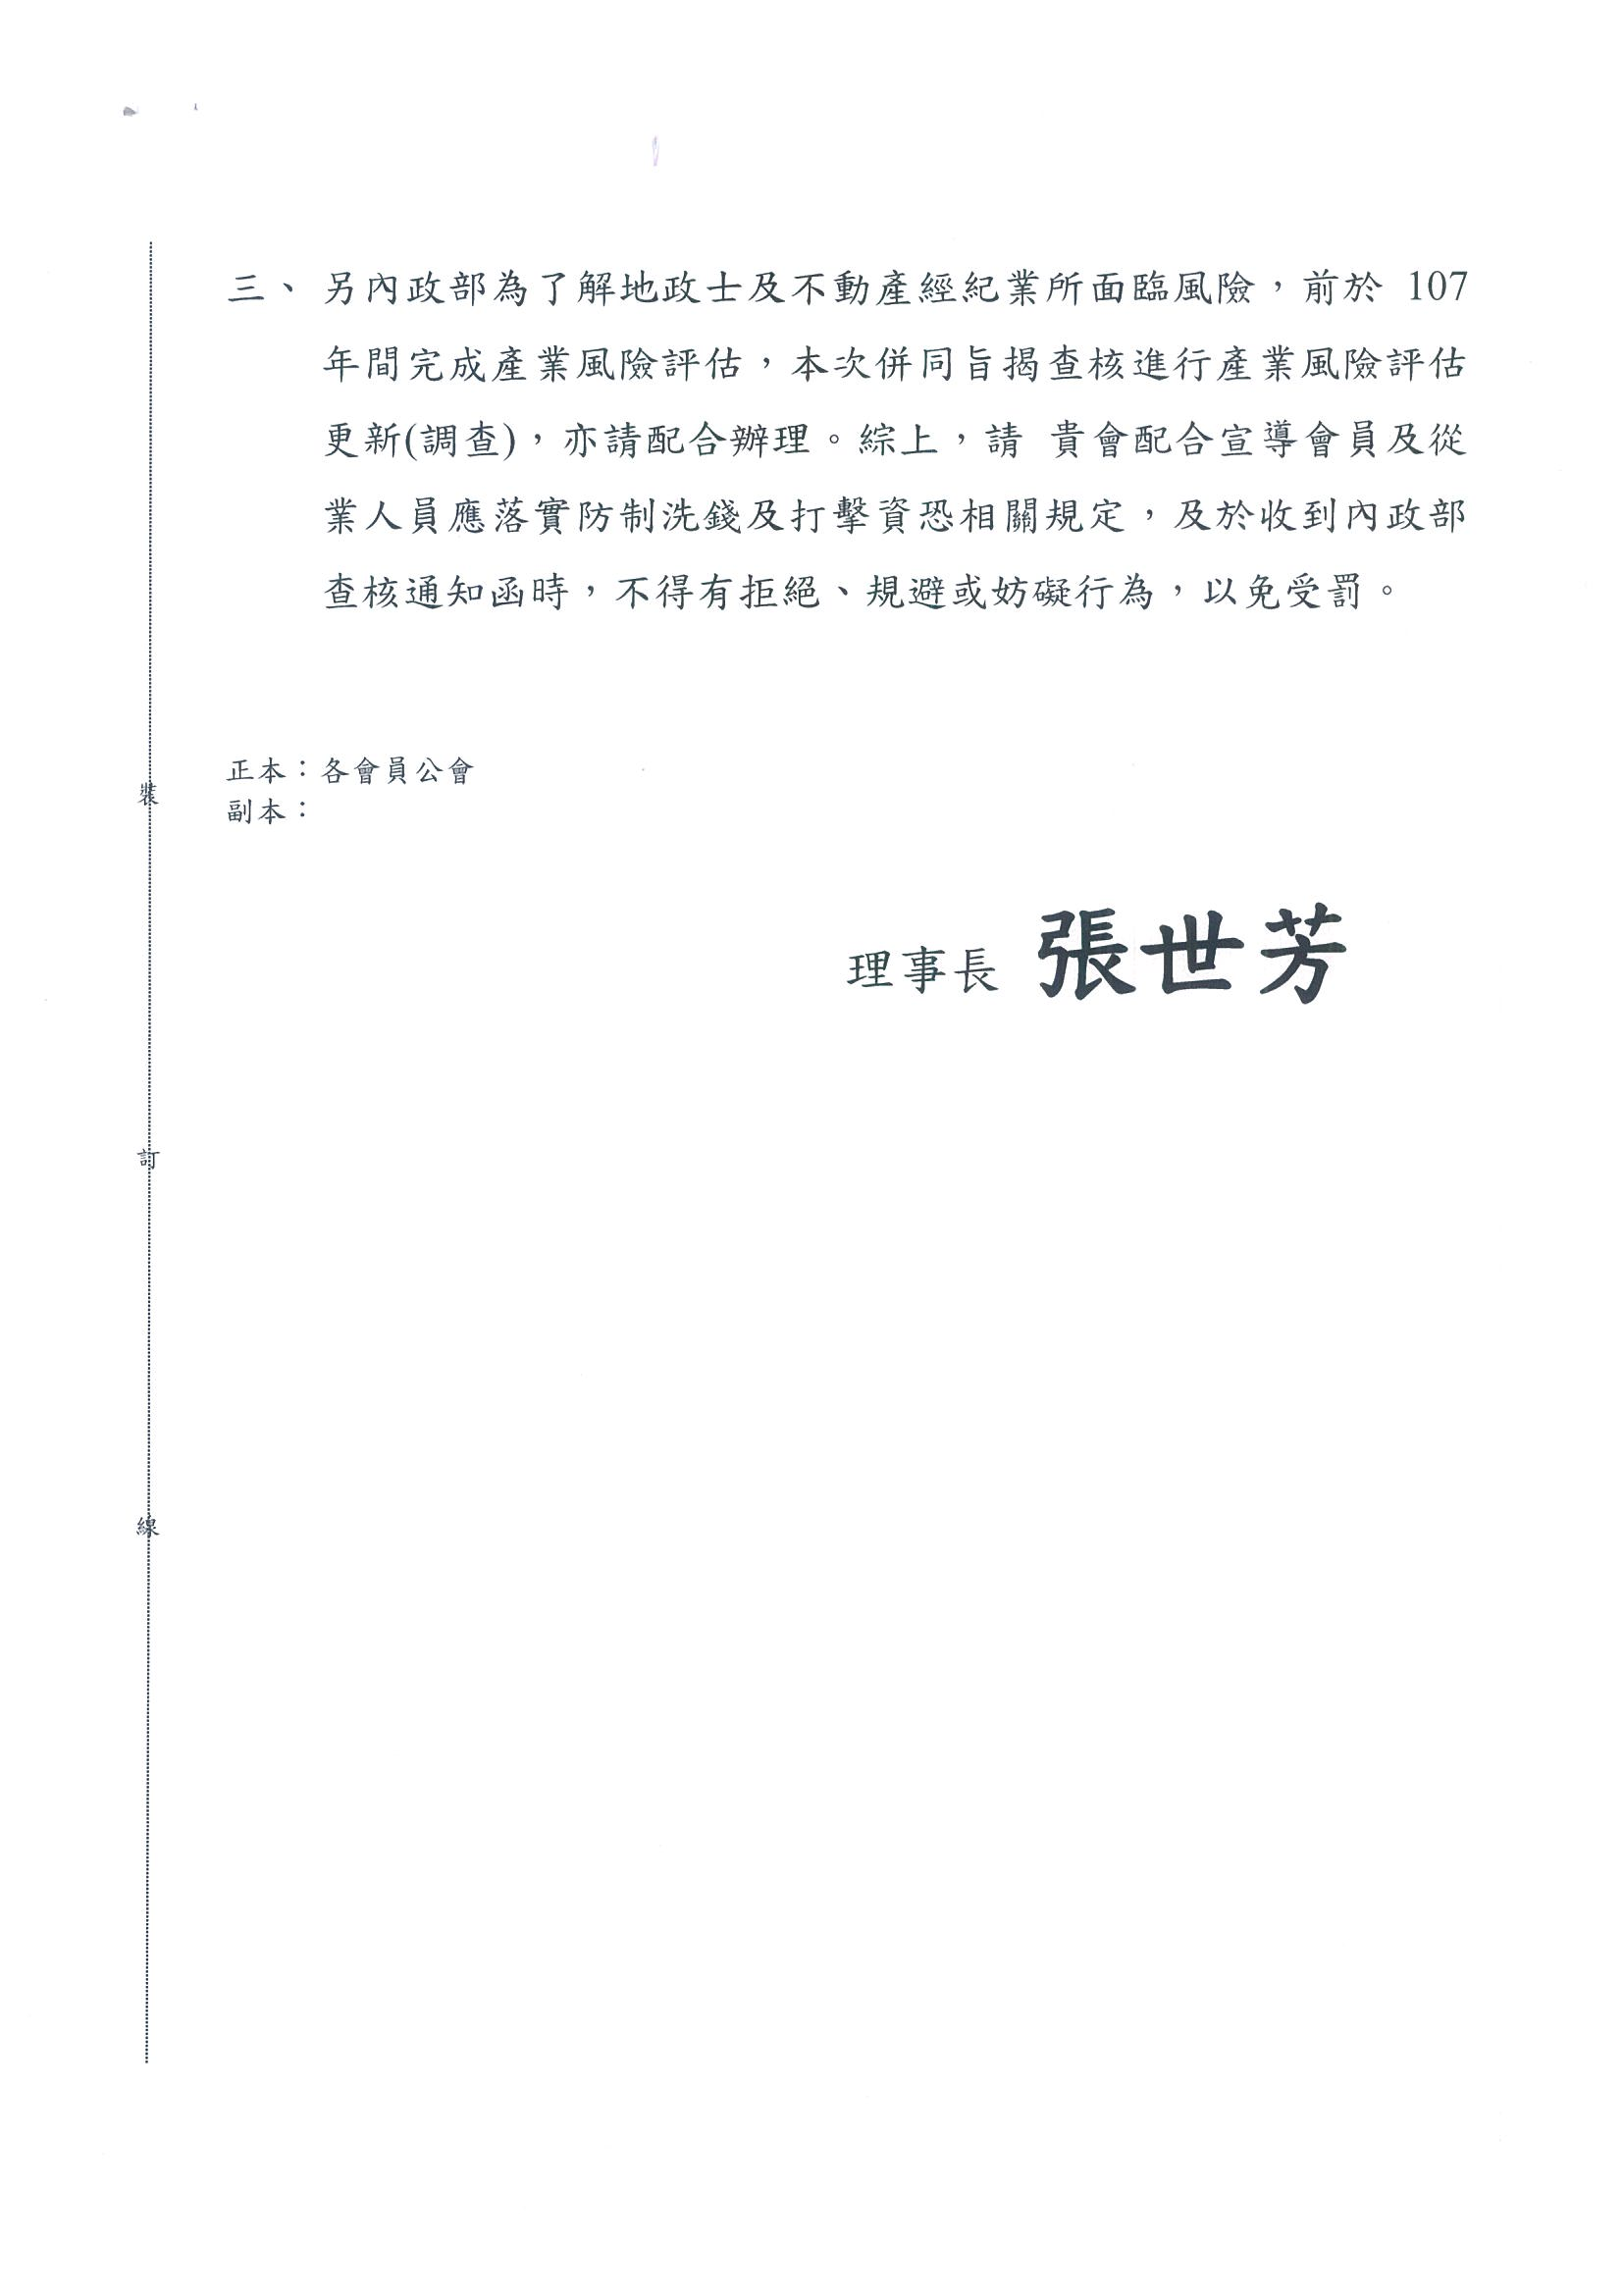 三、另內政部為了解地政士及不動產經紀業所面臨風險，前於 107
年間完成產業風險評估，本次併同旨揭查核進行產業風險評估
更新(調查)，亦請配合辦理。綜上，請 貴會配合宣導會員及從
業人員應落實防制洗錢及打擊資恐相關規定，及於收到內政部
查核通知函時，不得有拒絕、規避或妨礙行為，以免受罰。
正本：各會員公會
副本：
理事長 張世芳
裝
訂
線